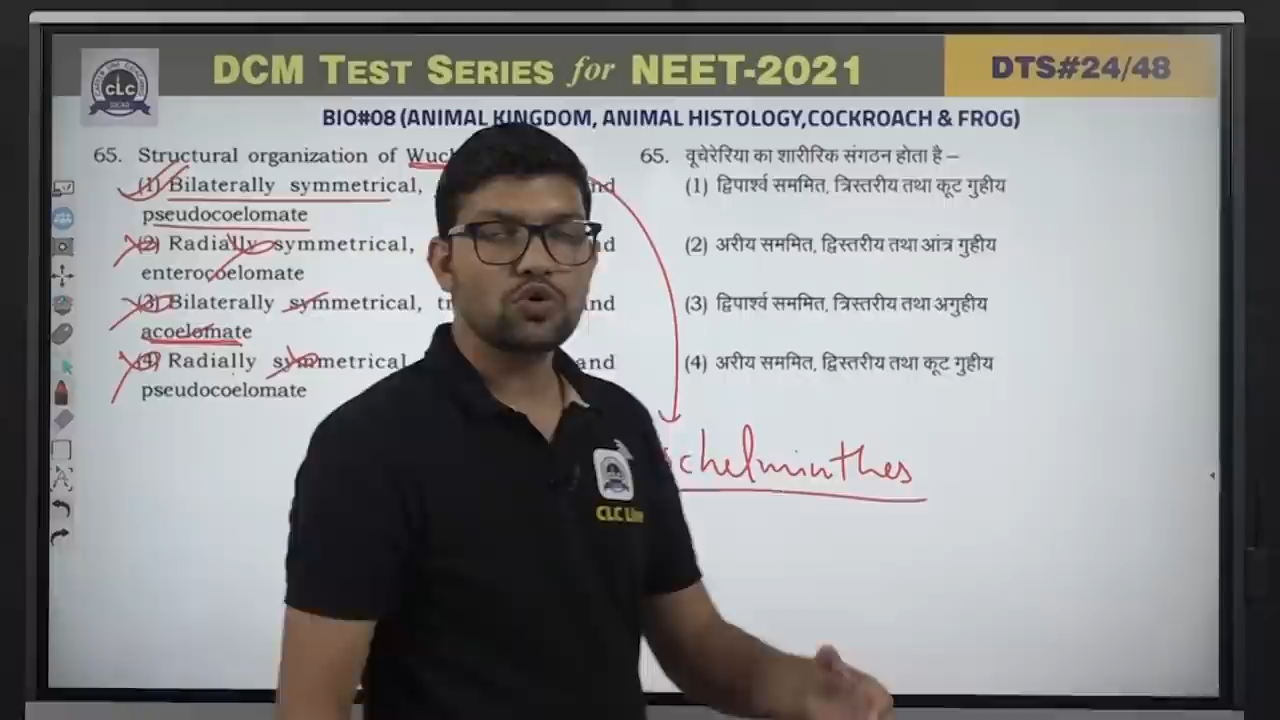 DCM TEST SERIES for NEET-2021
DTS#24/48
CLC
BIO#08 (ANIMAL KINGDOM, ANIMAL HISTOLOGY,COCKROACH & FROG)
65. Structural organization of
(1) Bilaterally symmetrical,
pseudocoelomate
(2) Radially symmetrical,
enterocoelomate
(3) Bilaterally symmetrical,
acoelomate
(4) Radially symmetrical
and
pseudocoelomate
65. वूचेरेरिया का शारीरिक संगठन होता है –
(1) द्विपार्श्व सममित, त्रिस्तरीय तथा कूट गुहीय
(2) अरीय सममित, द्विस्तरीय तथा आंत्र गुहीय
(3) द्विपार्श्व सममित, त्रिस्तरीय तथा अगुहीय
(4) अरीय सममित, द्विस्तरीय तथा कूट गुहीय
chelminthes
CLC